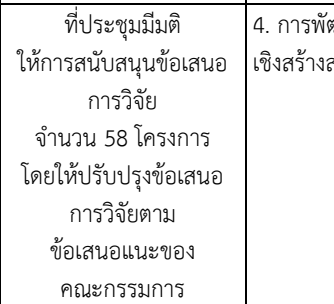 ที่ประชุมมีมติ
ให้การสนับสนุนข้อเสนอ
การวิจัย
จำนวน 58 โครงการ
โดยให้ปรับปรุงข้อเสนอ
การวิจัยตาม
ข้อเสนอแนะของ
คณะกรรมการ
4. การพัฒ
เชิงสร้างส